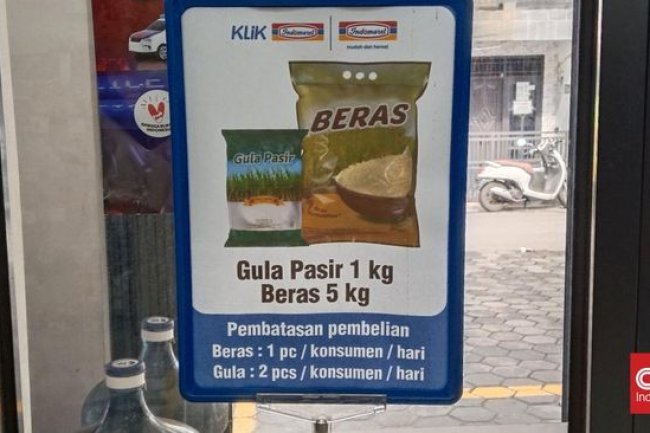 KLiK Indomaret Indomaret
mudah dan hemat
BERAS
Gula Pasir
Gula Pasir 1 kg
Beras 5 kg
Pembatasan pembelian
Beras : 1 pc / konsumen / hari
Gula : 2 pcs / konsumen / hari